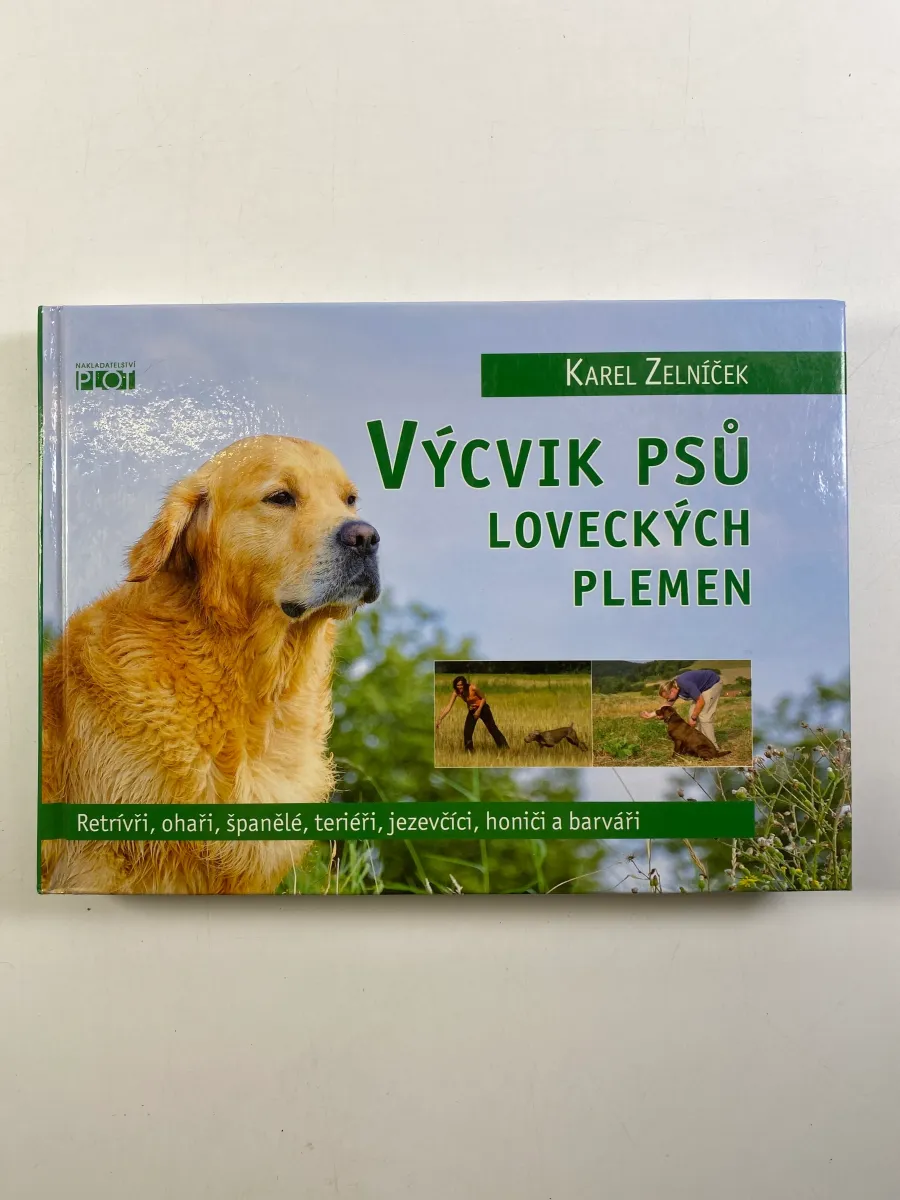 NAKLADATELSTVÍ
PLOT
KAREL ZELNÍČEK
VÝCVIK PSŮ
LOVECKÝCH
PLEMEN
Retrívři, ohaři, španělé, teriéři, jezevčíci, honiči a barváři